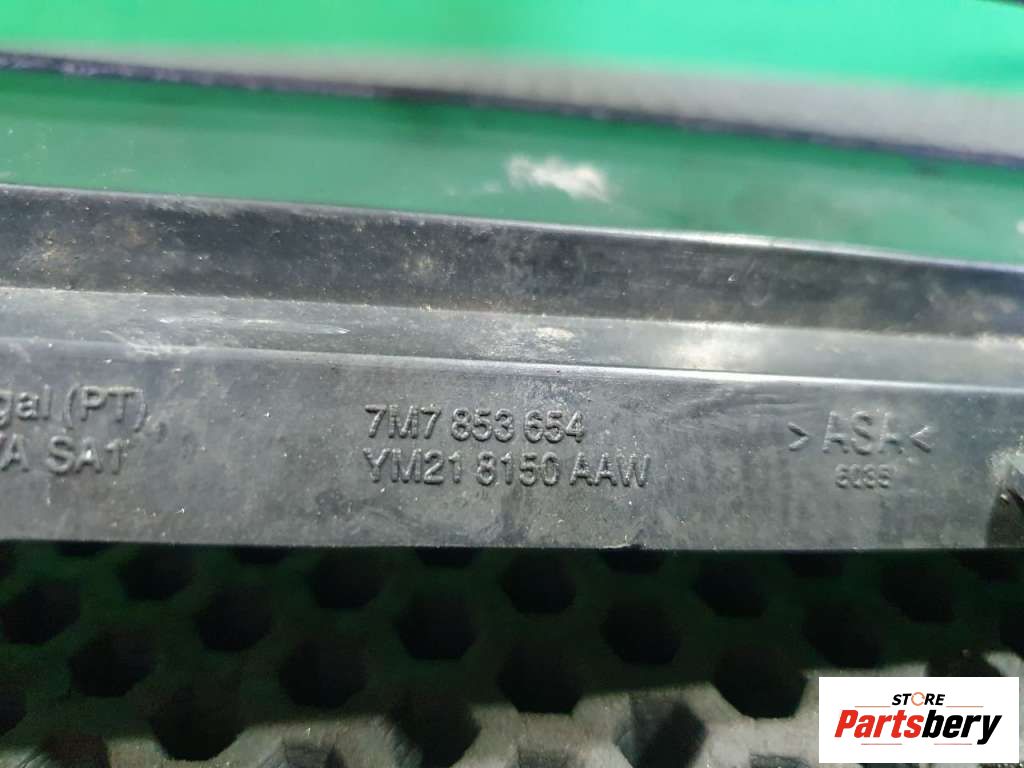 gal (PT),
A SA1
7M7 853 654
YM21 8150 AAW
>ASA<
STORE
Partsbery